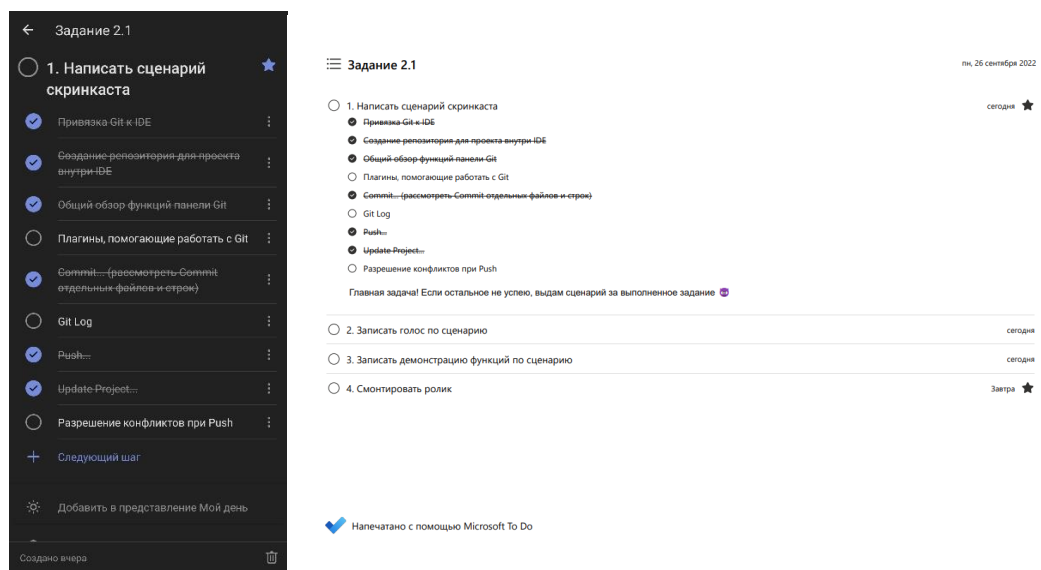 Задание 2.1
1. Написать сценарий
скринкаста
Привязка Git к IDE
Создание репозитория для проекта
внутри IDE
Общий обзор функций панели Git
Плагины, помогающие работать с Git
Commit... (рассмотреть Commit
отдельных файлов и строк)
Git Log
Push...
Update Project...
Разрешение конфликтов при Push
Следующий шаг
Добавить в представление Мой день
Создано вчера
Задание 2.1
пн, 26 сентября 2022
1. Написать сценарий скринкаста
сегодня
Привязка Git к IDE
Создание репозитория для проекта внутри IDE
Общий обзор функций панели Git
Плагины, помогающие работать с Git
Commit... (рассмотреть Commit отдельных файлов и строк)
Git Log
Push...
Update Project...
Разрешение конфликтов при Push
Главная задача! Если остальное не успею, выдам сценарий за выполненное задание 😈
2. Записать голос по сценарию
сегодня
3. Записать демонстрацию функций по сценарию
сегодня
4. Смонтировать ролик
Завтра
Напечатано с помощью Microsoft To Do